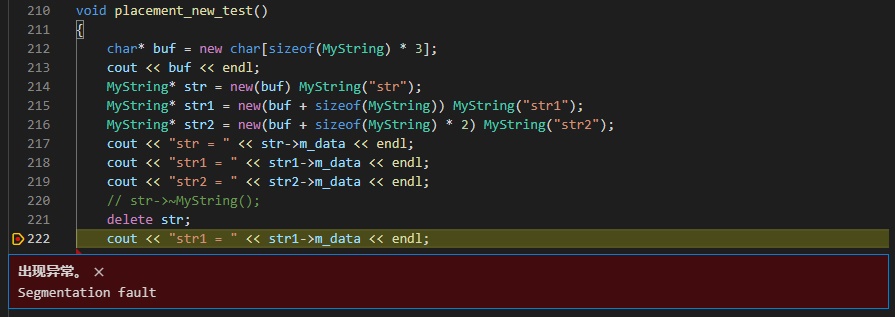 210 void placement_new_test()
211 {
212     char* buf = new char[sizeof(MyString) * 3];
213     cout << buf << endl;
214     MyString* str = new(buf) MyString("str");
215     MyString* str1 = new(buf + sizeof(MyString)) MyString("str1");
216     MyString* str2 = new(buf + sizeof(MyString) * 2) MyString("str2");
217     cout << "str = " << str->m_data << endl;
218     cout << "str1 = " << str1->m_data << endl;
219     cout << "str2 = " << str2->m_data << endl;
220     // str->~MyString();
221     delete str;
222     cout << "str1 = " << str1->m_data << endl;
出现异常。 ×
Segmentation fault